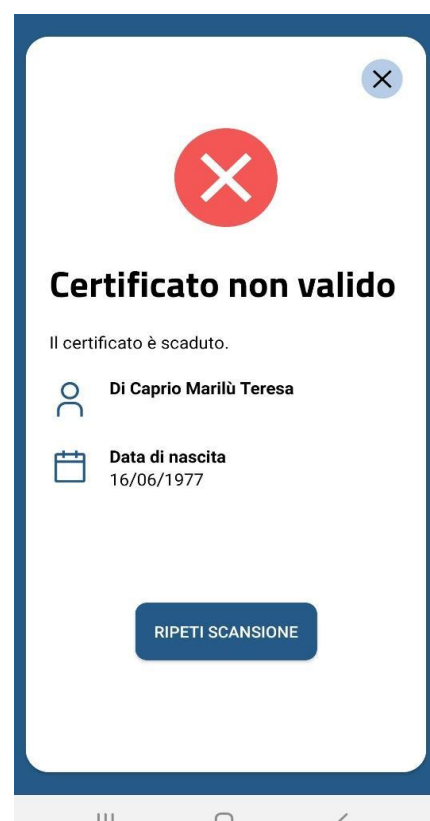 Certificato non valido
Il certificato è scaduto.
Di Caprio Marilù Teresa
Data di nascita
16/06/1977
RIPETI SCANSIONE